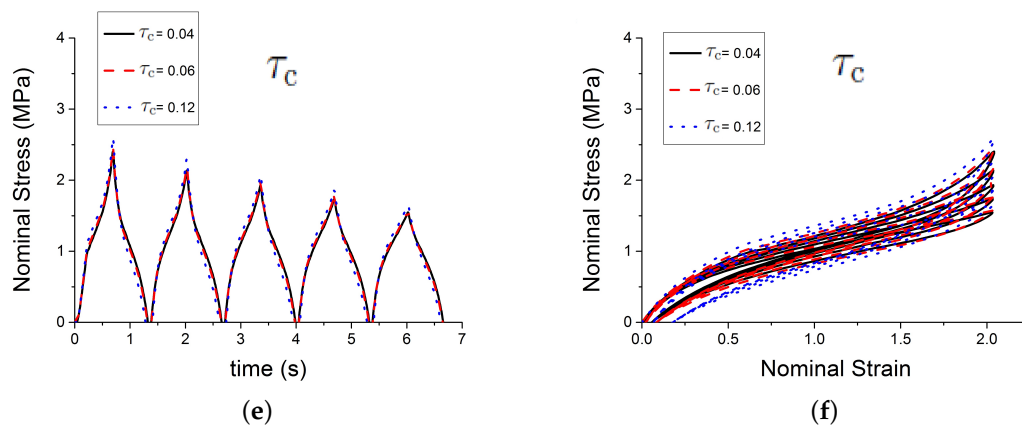 τc = 0.04
τc = 0.06
τc = 0.12
τc
Nominal Stress (MPa)
4
3
2
1
0
0 1 2 3 4 5 6 7
time (s)
(e)
τc = 0.04
τc = 0.06
τc = 0.12
τc
Nominal Stress (MPa)
4
3
2
1
0
0.0 0.5 1.0 1.5 2.0
Nominal Strain
(f)